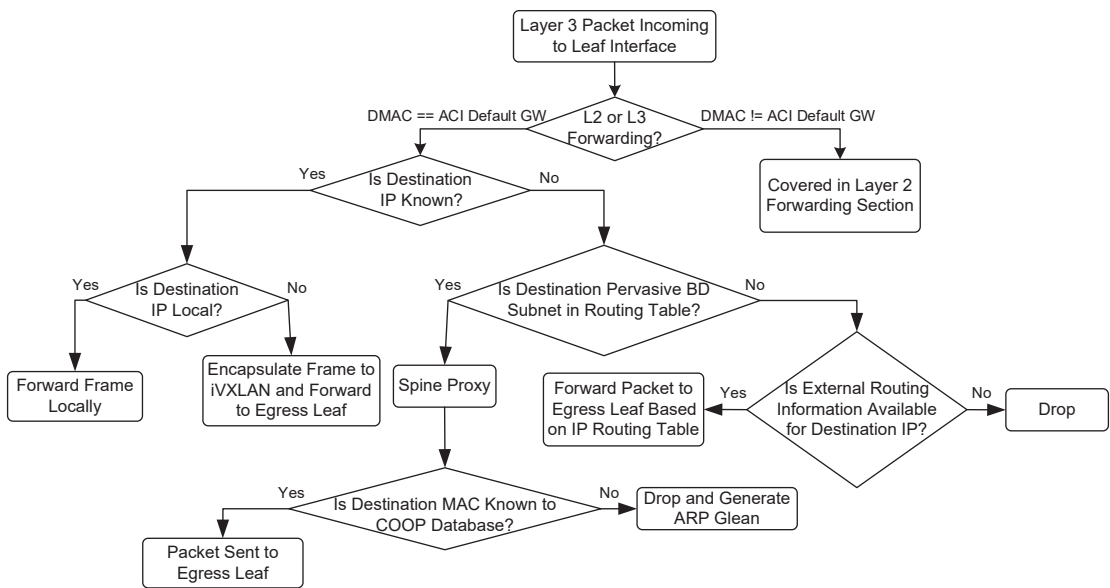 Layer 3 Packet Incoming
to Leaf Interface
DMAC == ACI Default GW
L2 or L3
Forwarding?
DMAC != ACI Default GW
Yes
Is Destination
IP Known?
No
Covered in Layer 2
Forwarding Section
Yes
Is Destination
IP Local?
No
Yes
Is Destination Pervasive BD
Subnet in Routing Table?
No
Forward Frame
Locally
Encapsulate Frame to
iVXLAN and Forward
to Egress Leaf
Spine Proxy
Forward Packet to
Egress Leaf Based
on IP Routing Table
Yes
Is External Routing
Information Available
for Destination IP?
No
Drop
Yes
Is Destination MAC Known to
COOP Database?
No
Drop and Generate
ARP Glean
Packet Sent to
Egress Leaf